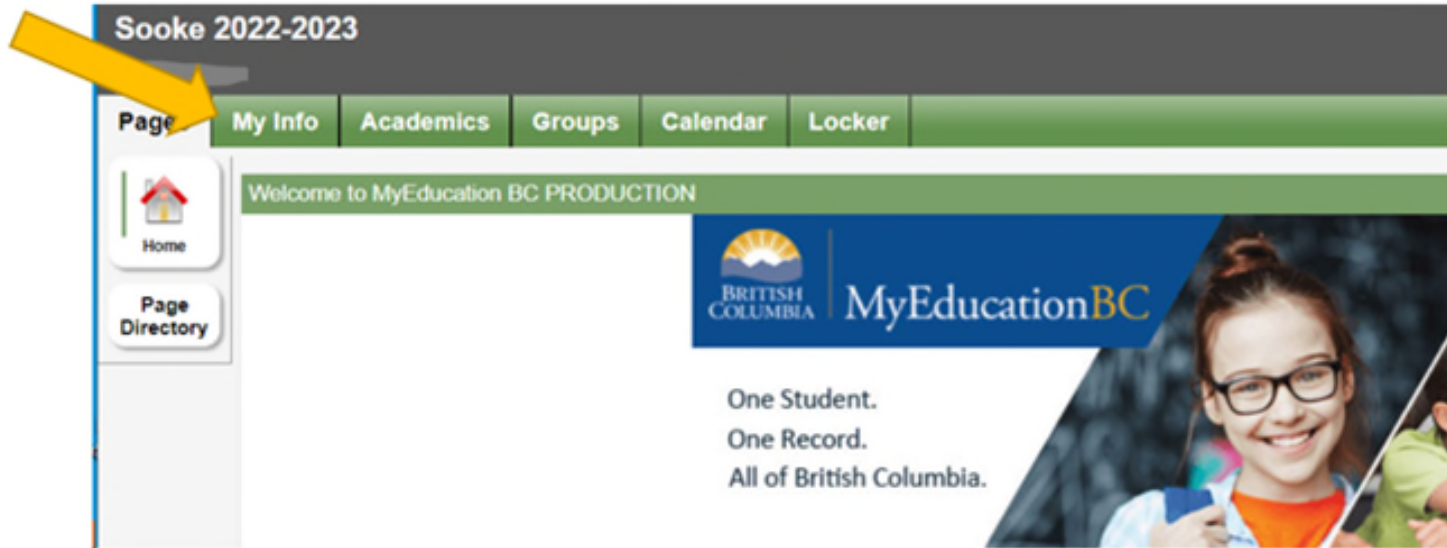 Sooke 2022-2023
Pages My Info Academics Groups Calendar Locker
Home
Page
Directory
Welcome to MyEducation BC PRODUCTION
BRITISH
COLUMBIA
MyEducationBC
One Student.
One Record.
All of British Columbia.